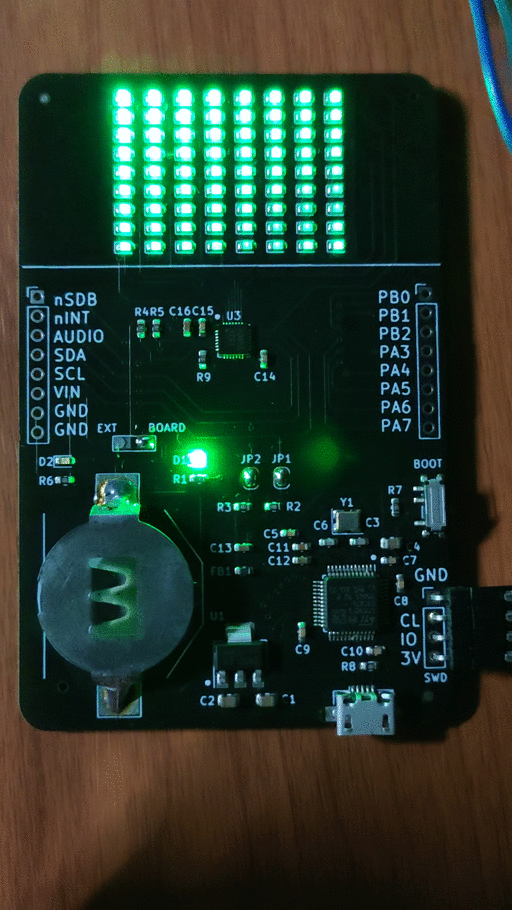 nSDB
nINT
AUDIO
SDA
SCL
VIN
GND
GND
R4R5 C16C15 U3
R9 C14
PB0
PB1
PB2
PA3
PA4
PA5
PA6
PA7
EXT BOARD
D2
R6
D1
R1
JP2 JP1
R3 R2
BOOT
R7
Y1
C6 C3
C5
C13 C11
C12
FB1
C7
GND
C8
CL
IO
3V
SWD
U1
C9
C10
R8
C2